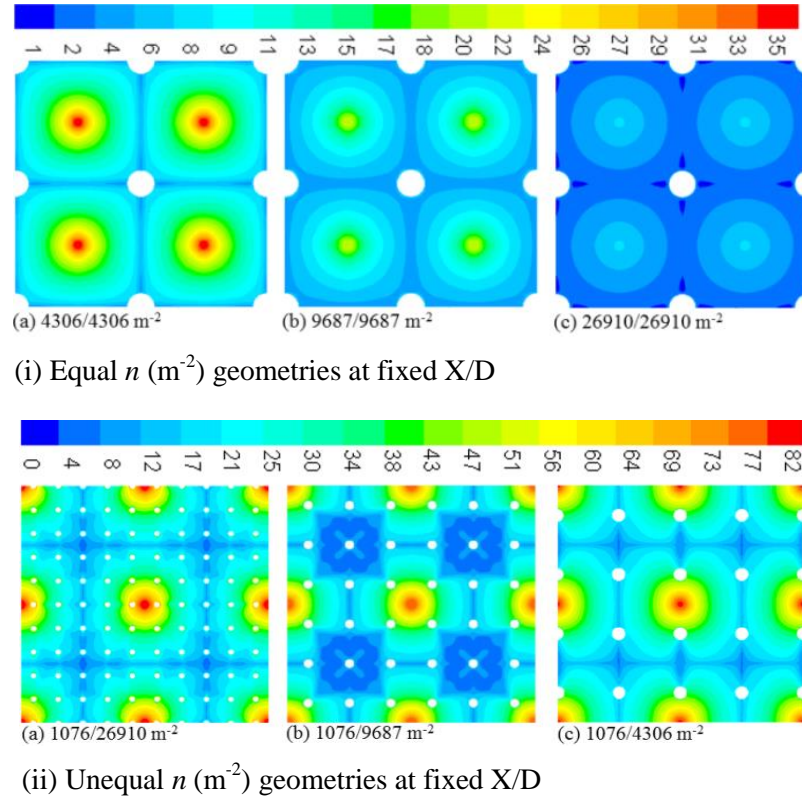 1 2 4 6 8 9 11 13 15 17 18 20 22 24 26 27 29 31 33 35
(a) 4306/4306 m-2 (b) 9687/9687 m-2 (c) 26910/26910 m-2
(i) Equal n (m-2) geometries at fixed X/D
0 4 8 12 17 21 25 30 34 38 43 47 51 56 60 64 69 73 77 82
(a) 1076/26910 m-2 (b) 1076/9687 m-2 (c) 1076/4306 m-2
(ii) Unequal n (m-2) geometries at fixed X/D